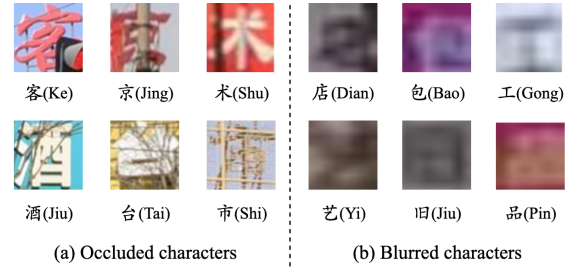 客(Ke) 京(Jing) 术(Shu) 店(Dian) 包(Bao) 工(Gong)
酒(Jiu) 台(Tai) 市(Shi) 艺(Yi) 旧(Jiu) 品(Pin)
(a) Occluded characters (b) Blurred characters